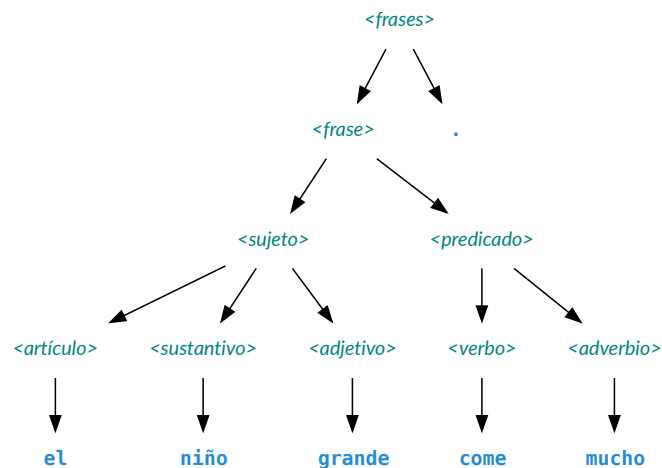 <frases>
<frase> .
<sujeto> <predicado>
<artículo> <sustantivo> <adjetivo> <verbo> <adverbio>
el niño grande come mucho